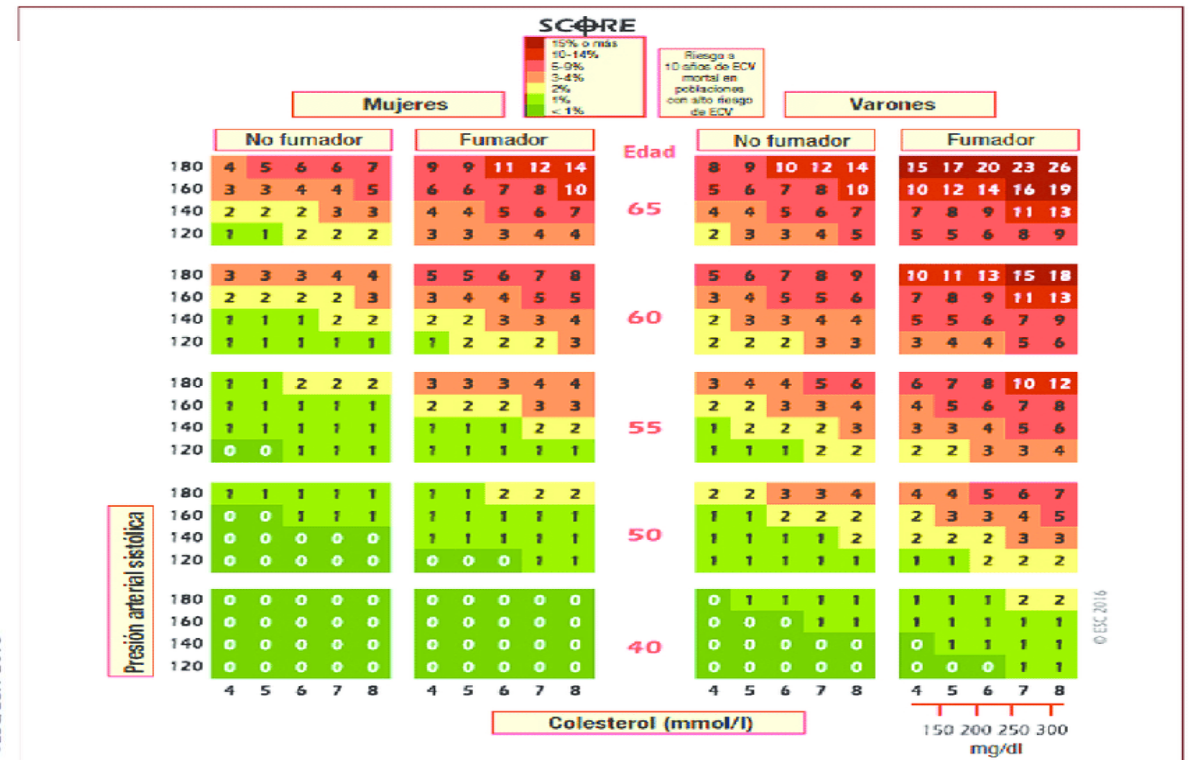 SCORE
15% o más
10-14%
5-9%
3-4%
2%
1%
< 1%
Riesgo a
10 años de ECV
mortal en
poblaciones
con alto riesgo
de ECV
Mujeres Varones
No fumador Fumador Edad No fumador Fumador
180 4 5 6 6 7 9 9 11 12 14 8 9 10 12 14 15 17 20 23 26
160 3 3 4 4 5 6 6 7 8 10 5 6 7 8 10 10 12 14 16 19
65
140 2 2 2 3 3 4 4 5 6 7 4 4 5 6 7 7 8 9 11 13
120 1 1 2 2 2 3 3 3 4 4 2 3 3 4 5 5 5 6 8 9
180 3 3 3 4 4 5 5 6 7 8 5 6 7 8 9 10 11 13 15 18
160 2 2 2 2 3 3 4 4 5 5 3 4 5 5 6 7 8 9 11 13
60
140 1 1 1 2 2 2 2 3 3 4 2 3 3 4 4 5 5 6 7 9
120 1 1 1 1 1 1 2 2 2 3 2 2 2 3 3 3 4 4 5 6
180 1 1 2 2 2 3 3 3 4 4 3 4 4 5 6 6 7 8 10 12
160 1 1 1 1 1 2 2 2 3 3 2 2 3 3 4 4 5 6 7 8
55
140 1 1 1 1 1 1 1 1 2 2 1 2 2 2 3 3 3 4 5 6
120 0 0 1 1 1 1 1 1 1 1 1 1 1 2 2 2 2 3 3 4
180 1 1 1 1 1 1 1 2 2 2 2 2 3 3 4 4 4 5 6 7
160 0 0 1 1 1 1 1 1 1 1 1 1 2 2 2 2 3 3 4 5
50
140 0 0 0 0 0 1 1 1 1 1 1 1 1 1 2 2 2 2 3 3
120 0 0 0 0 0 0 0 0 1 1 1 1 1 1 1 1 1 2 2 2
180 0 0 0 0 0 0 0 0 0 0 0 1 1 1 1 1 1 1 2 2
160 0 0 0 0 0 0 0 0 0 0 0 0 0 1 1 1 1 1 1 1
40
140 0 0 0 0 0 0 0 0 0 0 0 0 0 0 0 0 1 1 1 1
120 0 0 0 0 0 0 0 0 0 0 0 0 0 0 0 0 0 0 1 1
4 5 6 7 8 4 5 6 7 8 4 5 6 7 8 4 5 6 7 8
Presión arterial sistólica
Colesterol (mmol/l)
150 200 250 300
mg/dl
© ESC 2016